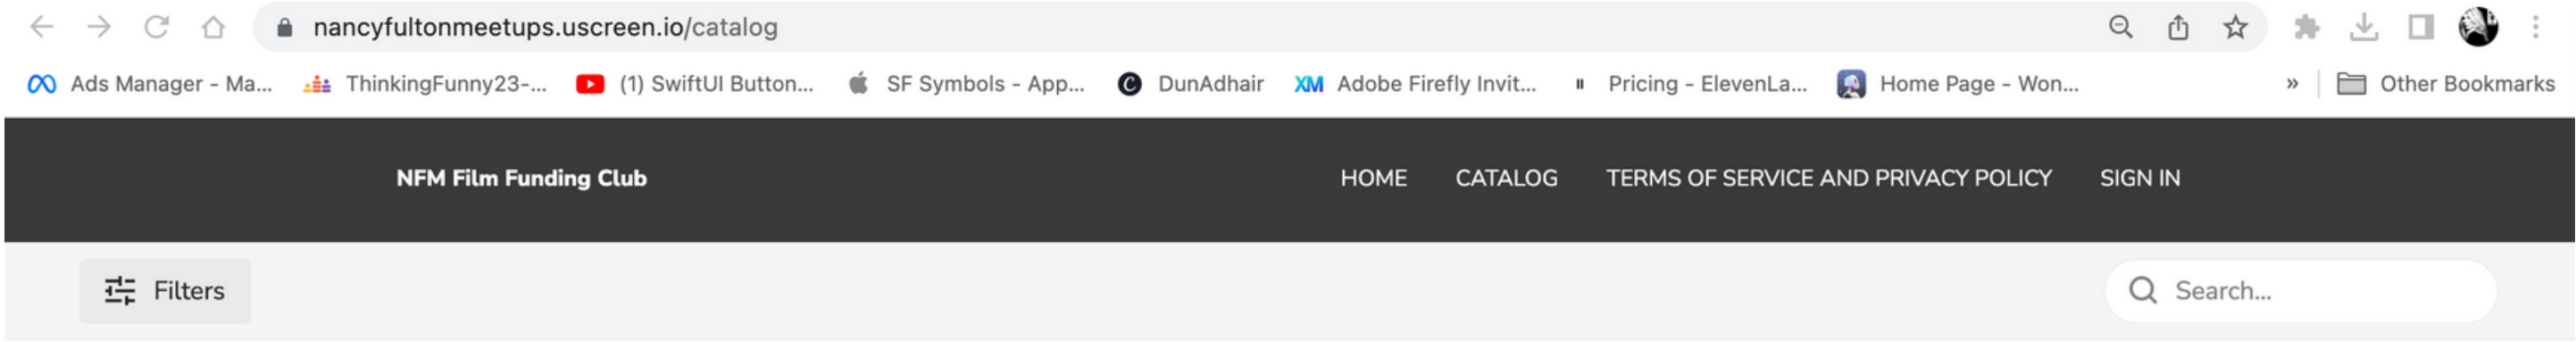 nancyfultonmeetups.uscreen.io/catalog
Ads Manager - Ma... ThinkingFunny23-... (1) SwiftUI Button... SF Symbols - App... C DunAdhair XM Adobe Firefly Invit... II Pricing - ElevenLa... Home Page - Won... » Other Bookmarks
NFM Film Funding Club HOME CATALOG TERMS OF SERVICE AND PRIVACY POLICY SIGN IN
Filters Search...